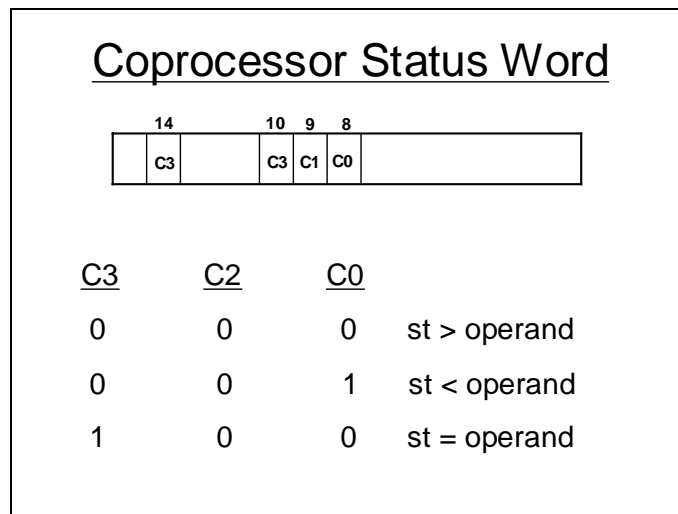 Coprocessor Status Word
14 10 9 8
C3 C3 C1 C0
C3 C2 C0
0 0 0 st > operand
0 0 1 st < operand
1 0 0 st = operand